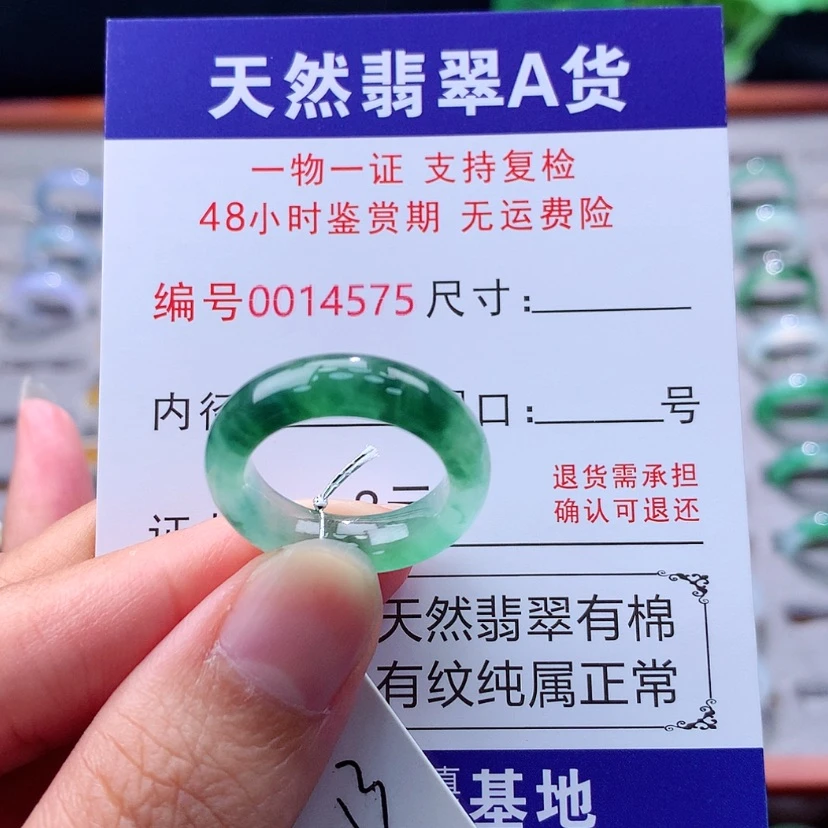 天然翡翠A货
一物一证 支持复检
48小时鉴赏期 无运费险
编号0014575 尺寸:
内径 口: 号
退货需承担
证 元 确认可退还
天然翡翠有棉
有纹纯属正常
基地